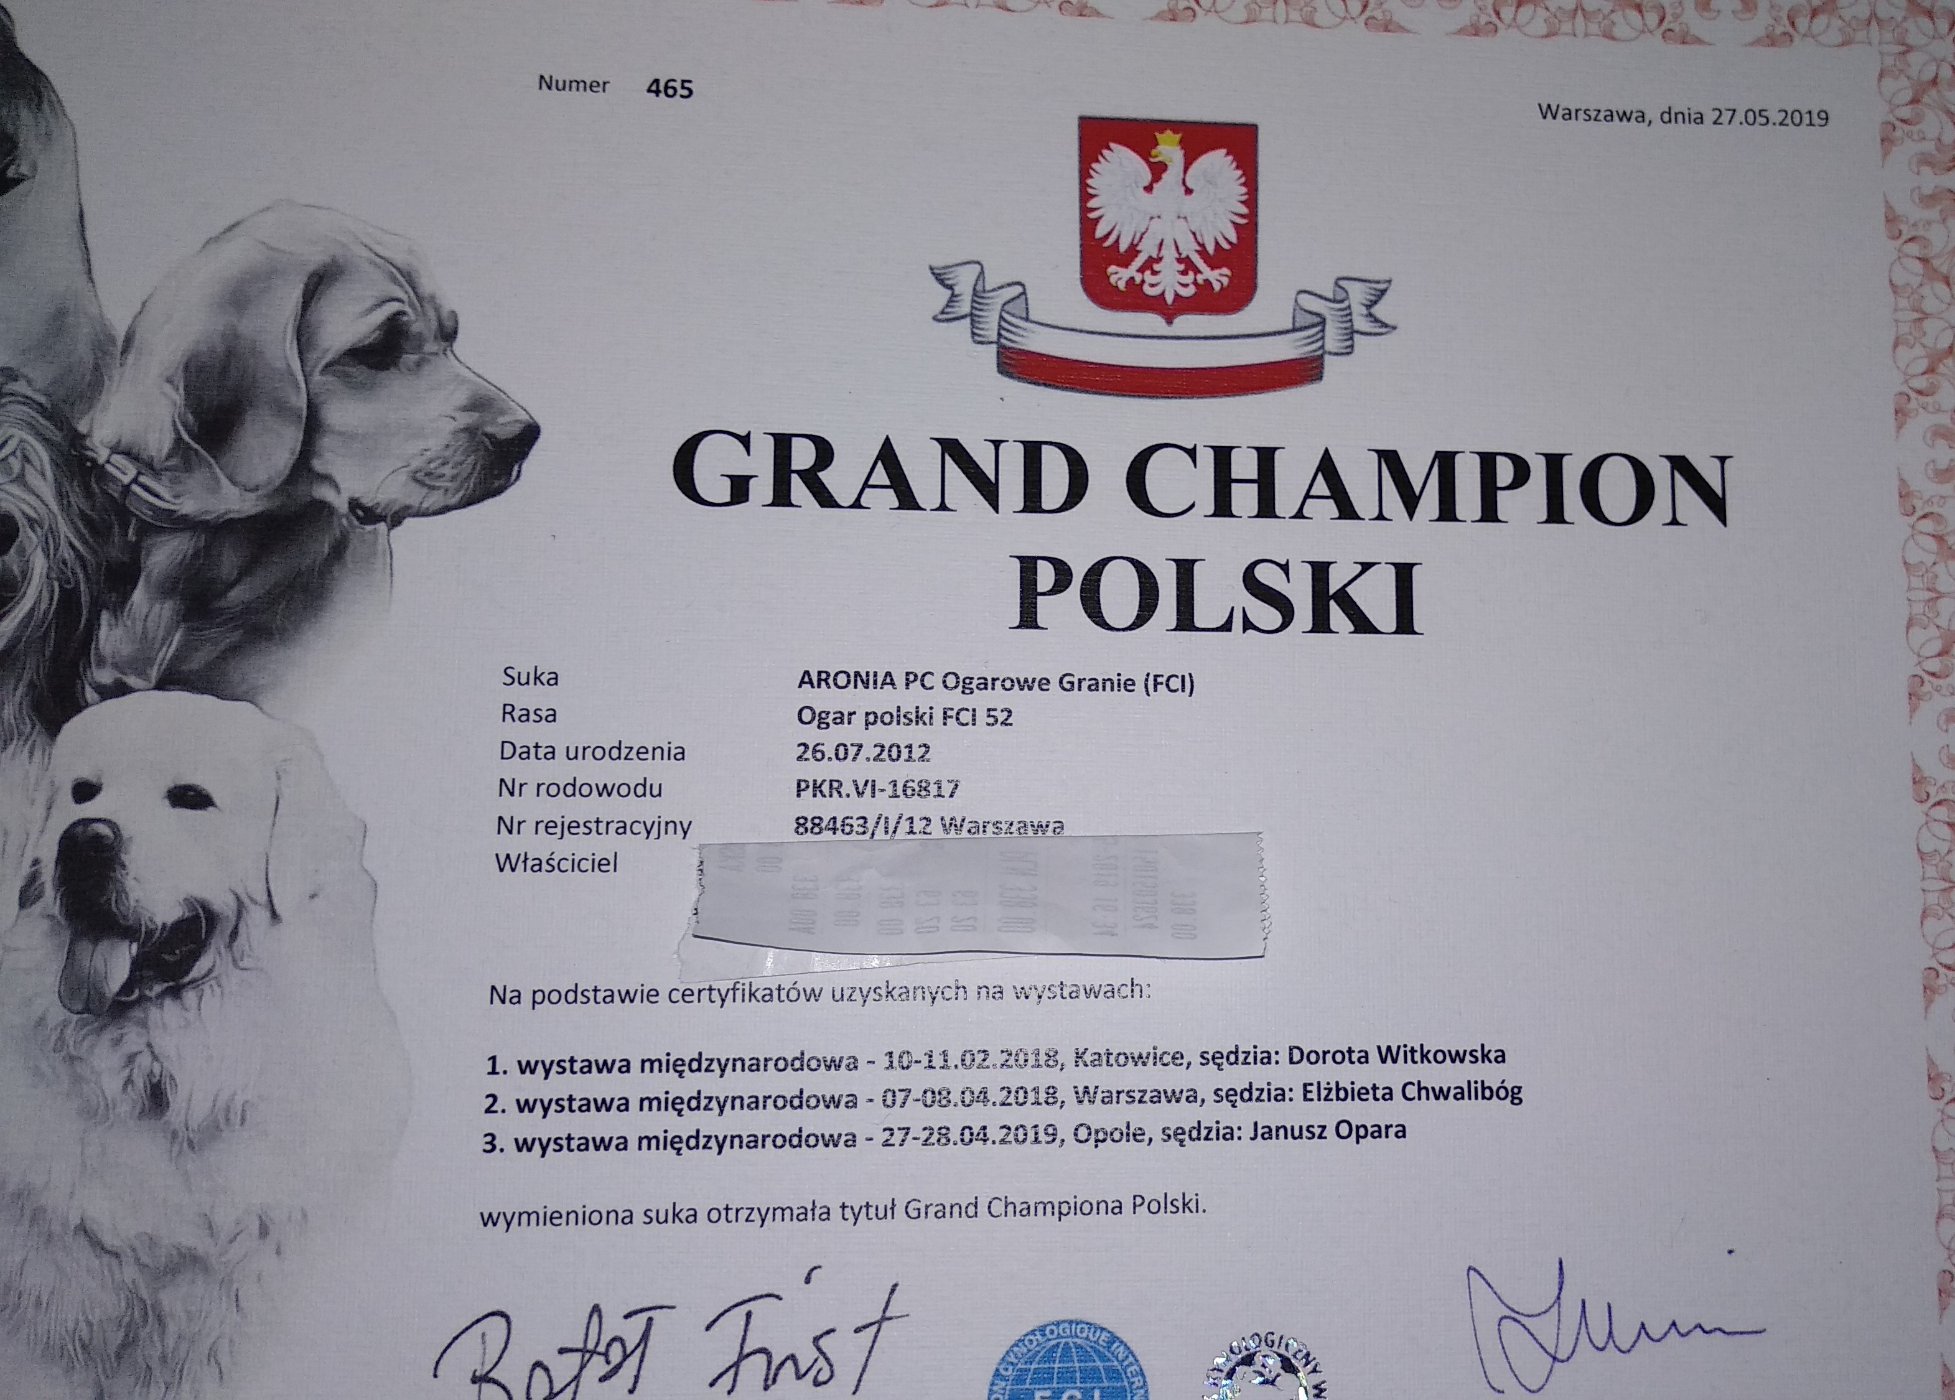 Numer 465
Warszawa, dnia 27.05.2019
GRAND CHAMPION
POLSKI
Suka ARONIA PC Ogarowe Granie (FCI)
Rasa Ogar polski FCI 52
Data urodzenia 26.07.2012
Nr rodowodu PKR.VI-16817
Nr rejestracyjny 88463/I/12 Warszawa
Właściciel
Na podstawie certyfikatów uzyskanych na wystawach:
1. wystawa międzynarodowa - 10-11.02.2018, Katowice, sędzia: Dorota Witkowska
2. wystawa międzynarodowa - 07-08.04.2018, Warszawa, sędzia: Elżbieta Chwalibóg
3. wystawa międzynarodowa - 27-28.04.2019, Opole, sędzia: Janusz Opara
wymieniona suka otrzymała tytuł Grand Championa Polski.
CYNOLOGIQUE